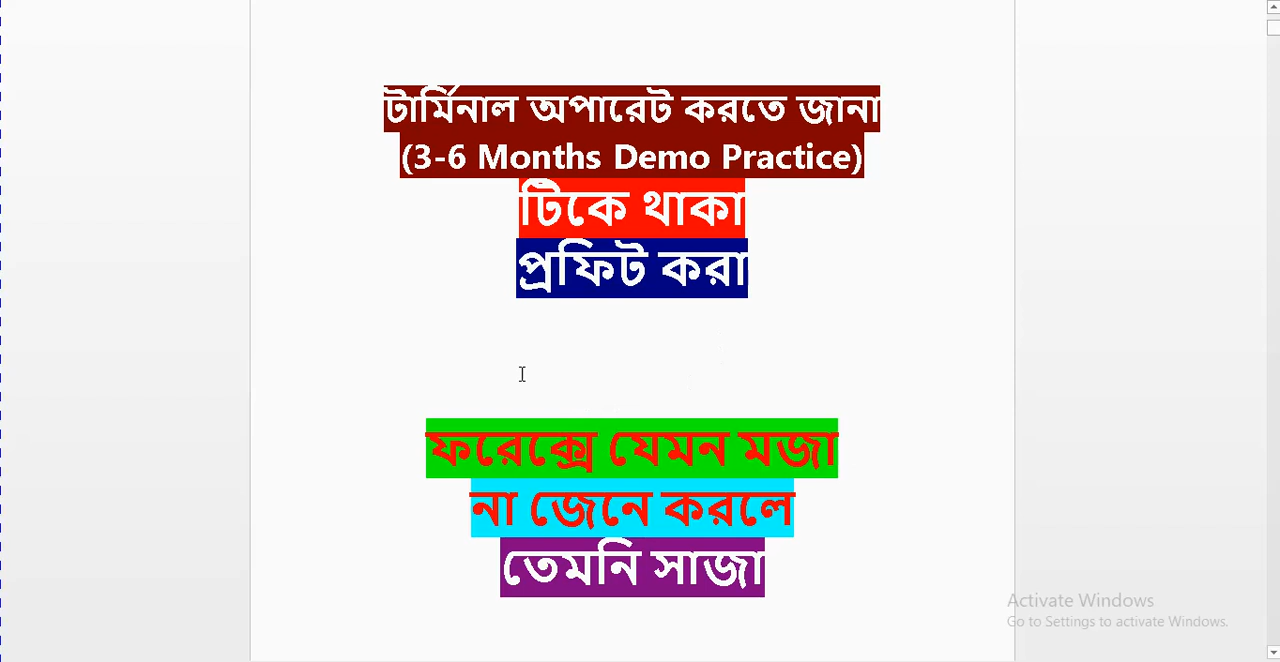 টার্মিনাল অপারেট করতে জানা
(3-6 Months Demo Practice)
টিকে থাকা
প্রফিট করা
ফরেক্সে যেমন মজা
না জেনে করলে
তেমনি সাজা
Activate Windows
Go to Settings to activate Windows.